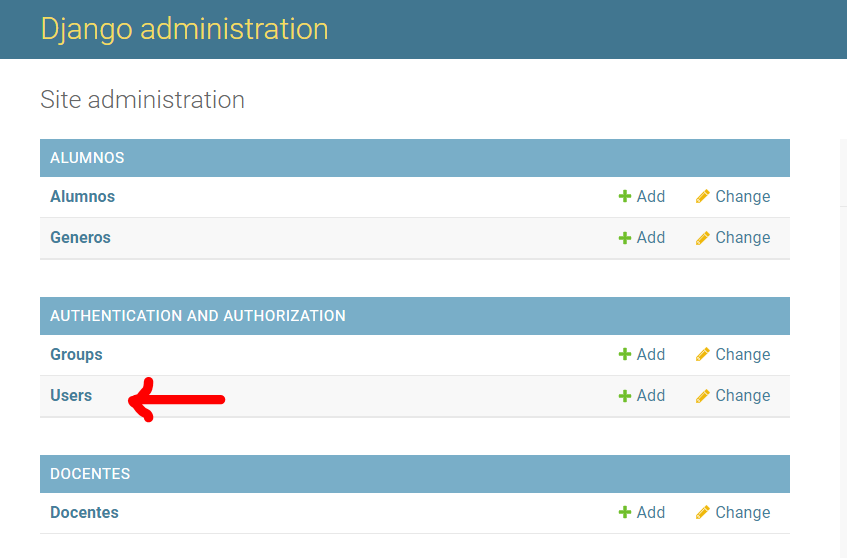 Django administration
Site administration
ALUMNOS
Alumnos Add Change
Generos Add Change
AUTHENTICATION AND AUTHORIZATION
Groups Add Change
Users Add Change
DOCENTES
Docentes Add Change